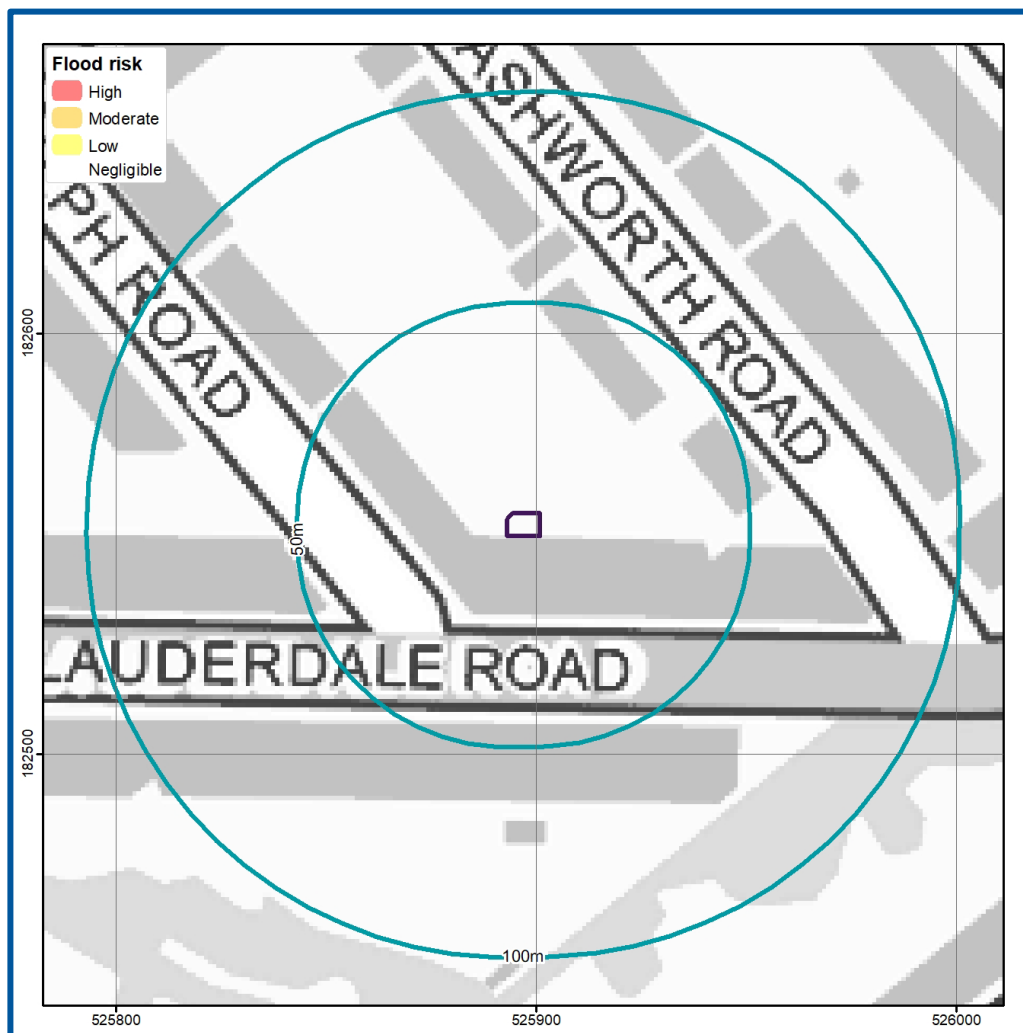 Flood risk
High
Moderate
Low
Negligible
ASHWORTH ROAD
PH ROAD
182600
50m
LAUDERDALE ROAD
182500
100m
525800
525900
526000